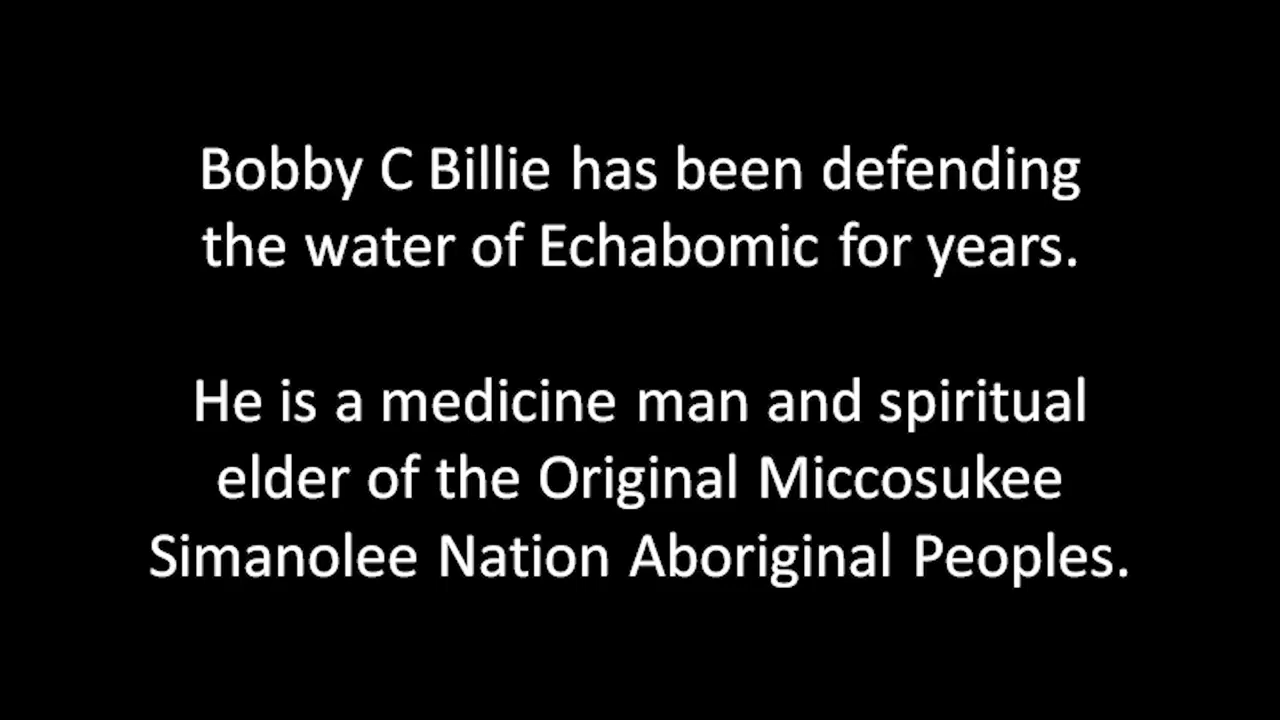 Bobby C Billie has been defending
the water of Echabomic for years.
He is a medicine man and spiritual
elder of the Original Miccosukee
Simanolee Nation Aboriginal Peoples.